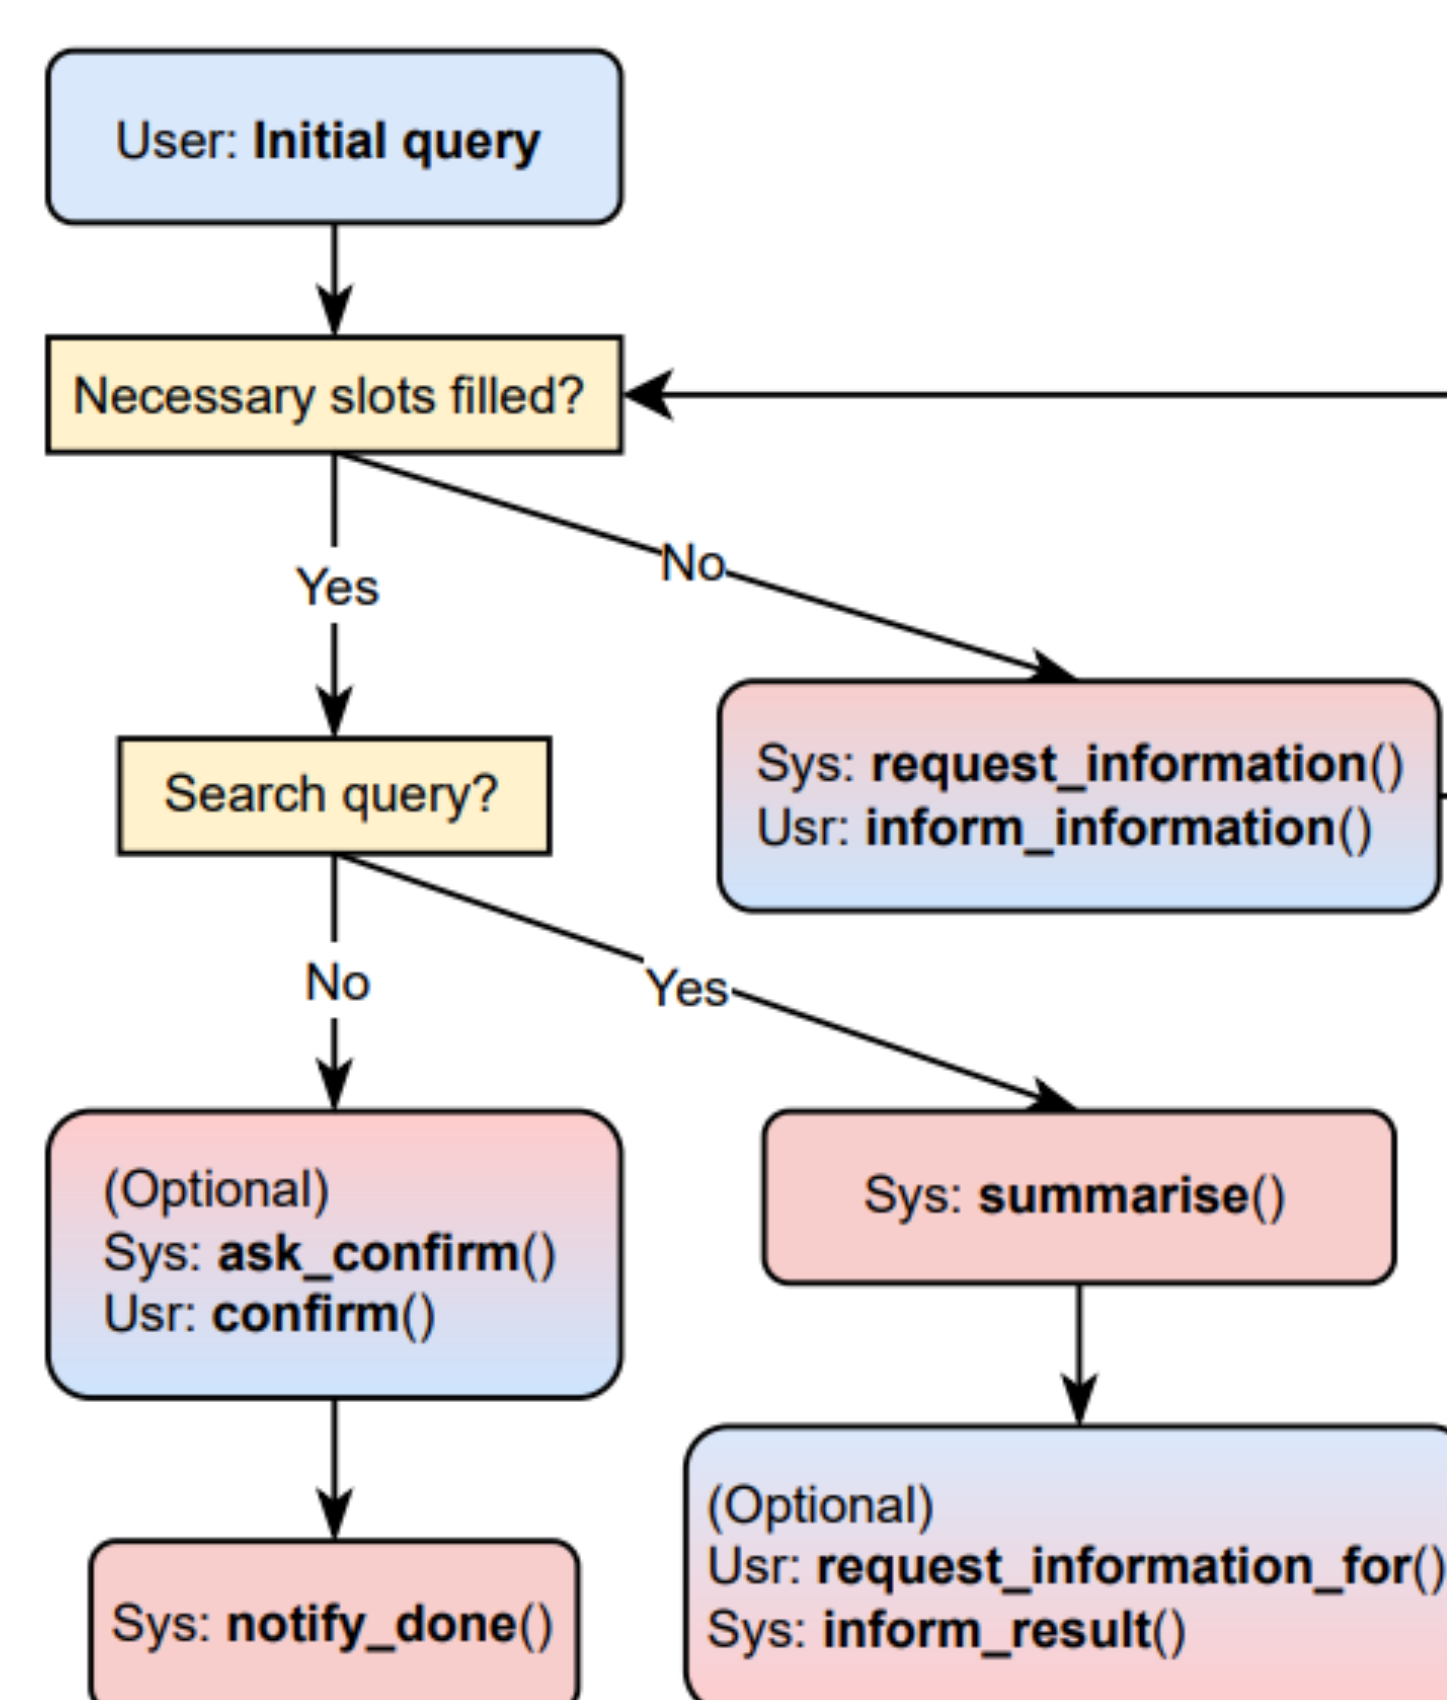 User: Initial query
Necessary slots filled?
No
Yes
Sys: request_information()
Usr: inform_information()
Search query?
No
Yes
(Optional)
Sys: ask_confirm()
Usr: confirm()
Sys: summarise()
(Optional)
Usr: request_information_for()
Sys: inform_result()
Sys: notify_done()